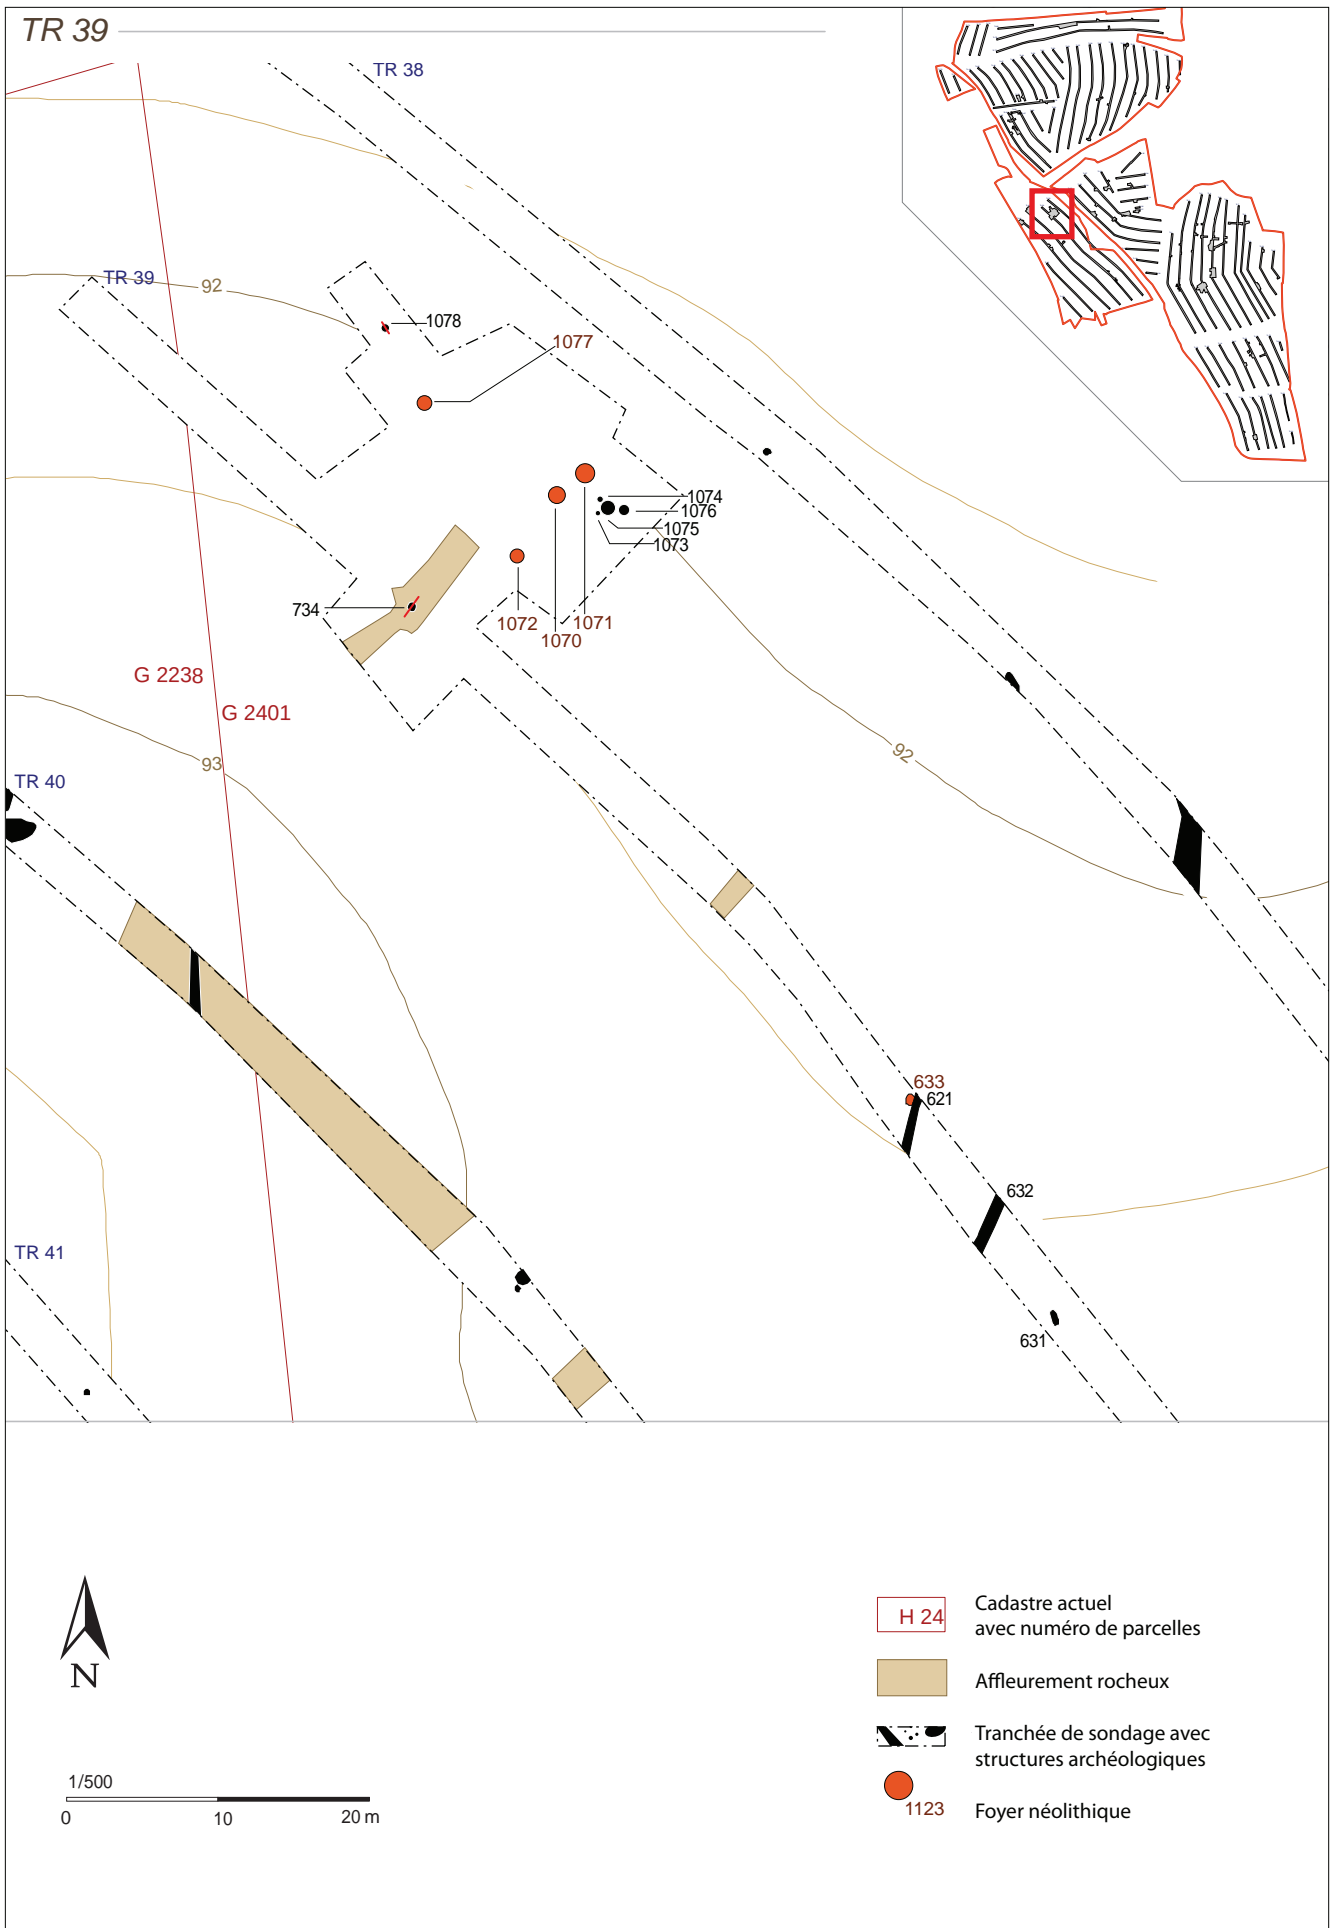 TR 39
TR 38
TR 39
92
1078
1077
1074
1076
1075
1073
734
1072
1070
1071
G 2238
G 2401
93
92
TR 40
633
621
632
TR 41
631
N
1/500
0 10 20 m
H 24
Cadastre actuel
avec numéro de parcelles
Affleurement rocheux
Tranchée de sondage avec
structures archéologiques
1123
Foyer néolithique